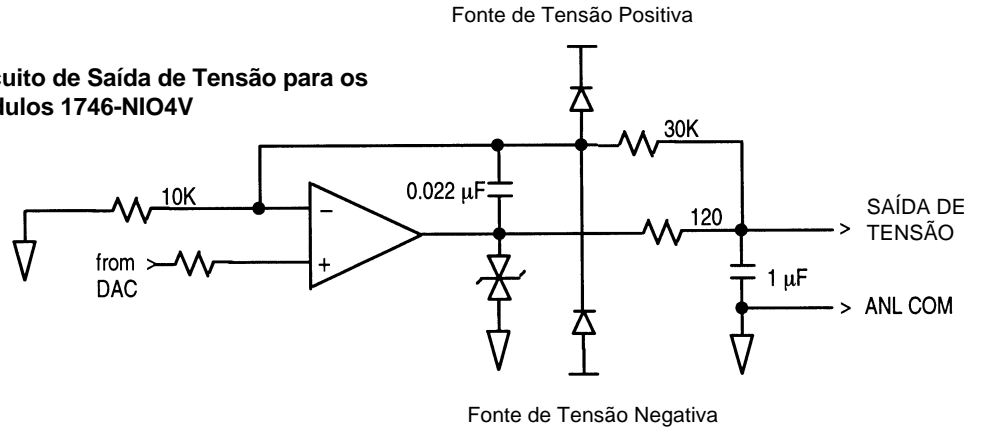 Fonte de Tensão Positiva
cuito de Saída de Tensão para os
dulos 1746-NIO4V
30K
10K
0.022 µF
120
SAÍDA DE
TENSÃO
from
DAC
1 µF
ANL COM
Fonte de Tensão Negativa